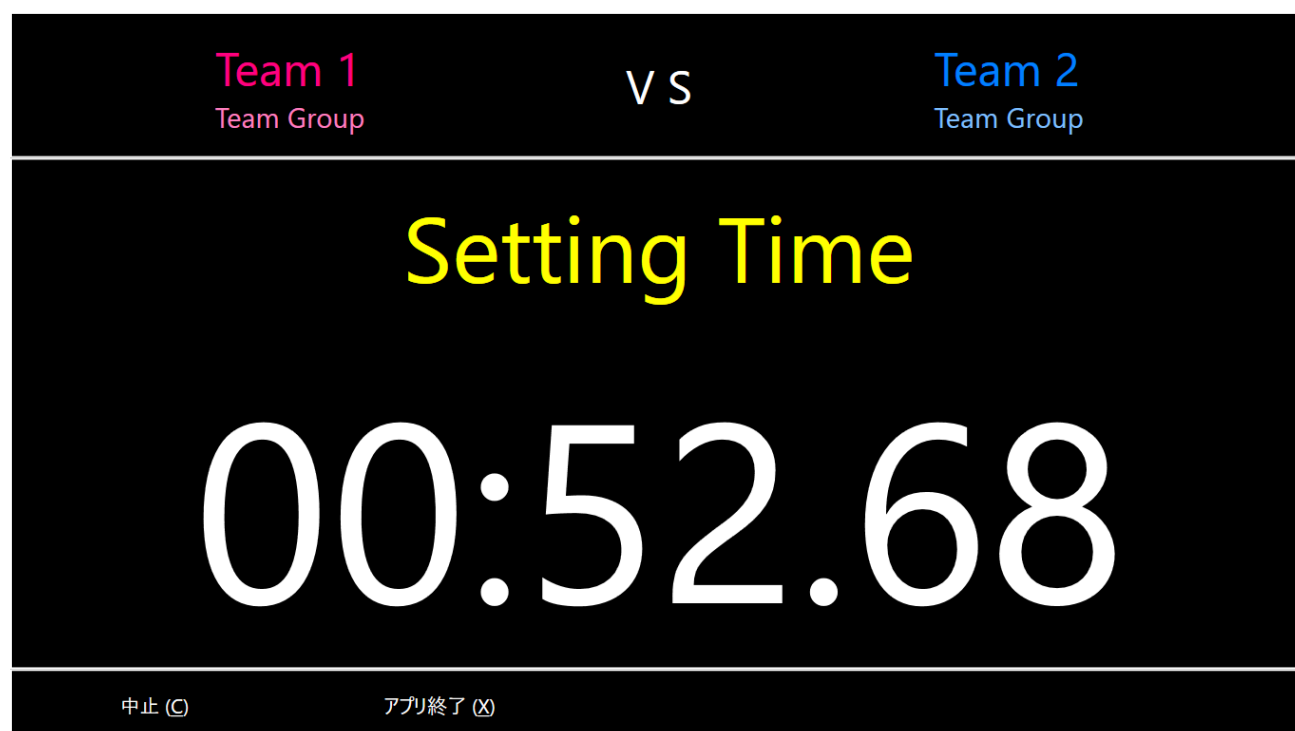 Team 1
Team Group
V S
Team 2
Team Group
Setting Time
00:52.68
中止 (C)
アプリ終了 (X)